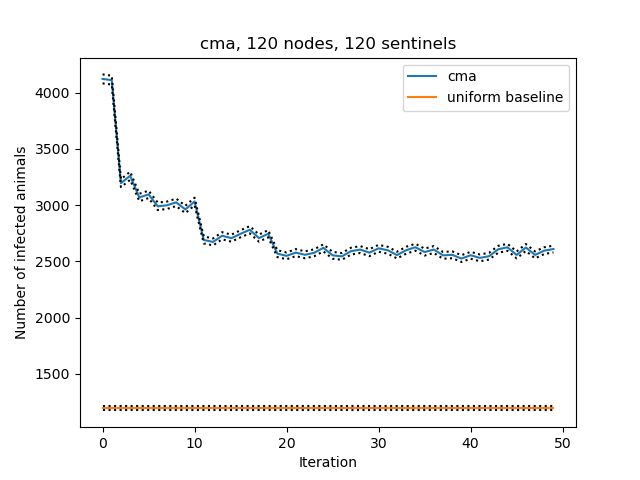 cma, 120 nodes, 120 sentinels
cma
uniform baseline
Number of infected animals
4000
3500
3000
2500
2000
1500
0 10 20 30 40 50
Iteration